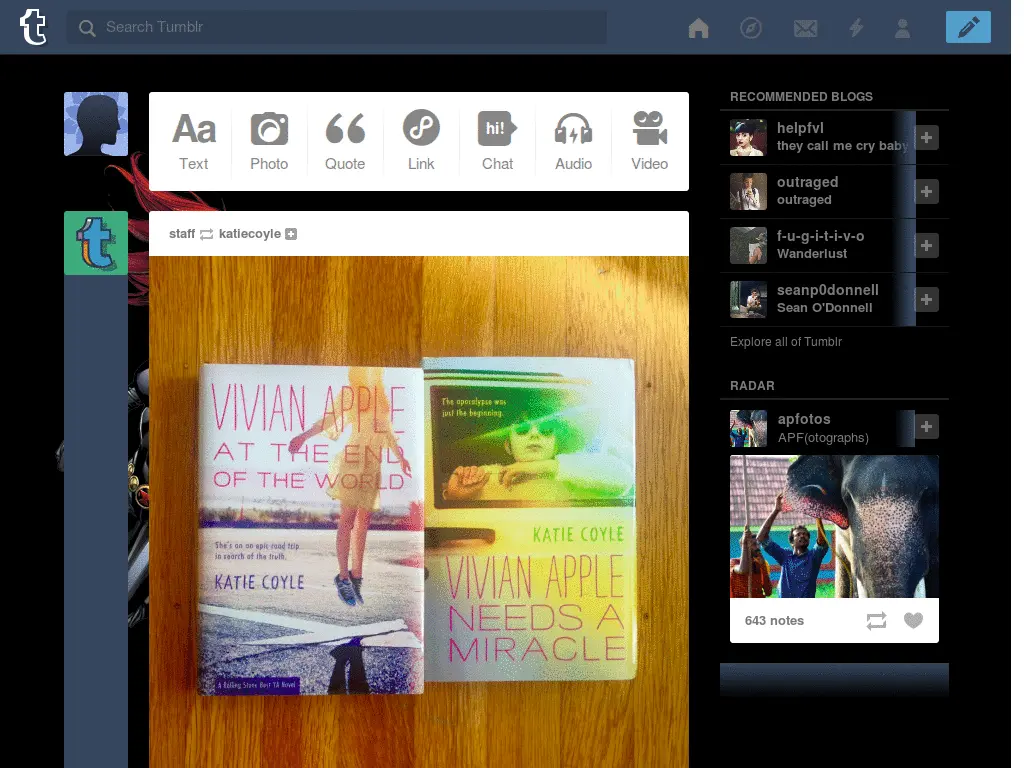 t
Search Tumblr
Aa
hi!
Text
Photo
Quote
Link
Chat
Audio
Video
staff katiecoyle
t
VIVIAN APPLE
AT THE END
OF THE WORLD
She's on an epic road trip
in search of the truth.
KATIE COYLE
A Rolling Stone Best YA Novel
The apocalypse was
just the beginning.
KATIE COYLE
VIVIAN APPLE
NEEDS A
MIRACLE
RECOMMENDED BLOGS
helpfvl
they call me cry baby
outraged
outraged
f-u-g-i-t-i-v-o
Wanderlust
seanp0donnell
Sean O'Donnell
Explore all of Tumblr
RADAR
apfotos
APF(otographs)
643 notes